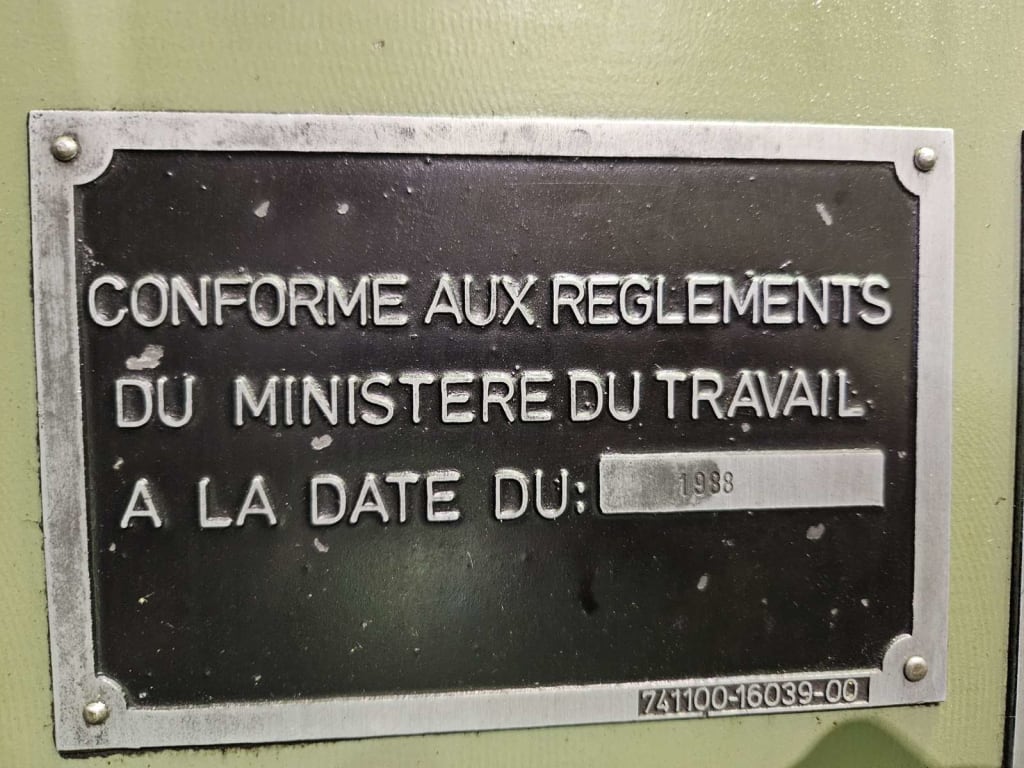 CONFORME AUX REGLEMENTS
DU MINISTERE DU TRAVAIL
A LA DATE DU: 1988
741100-16039-00